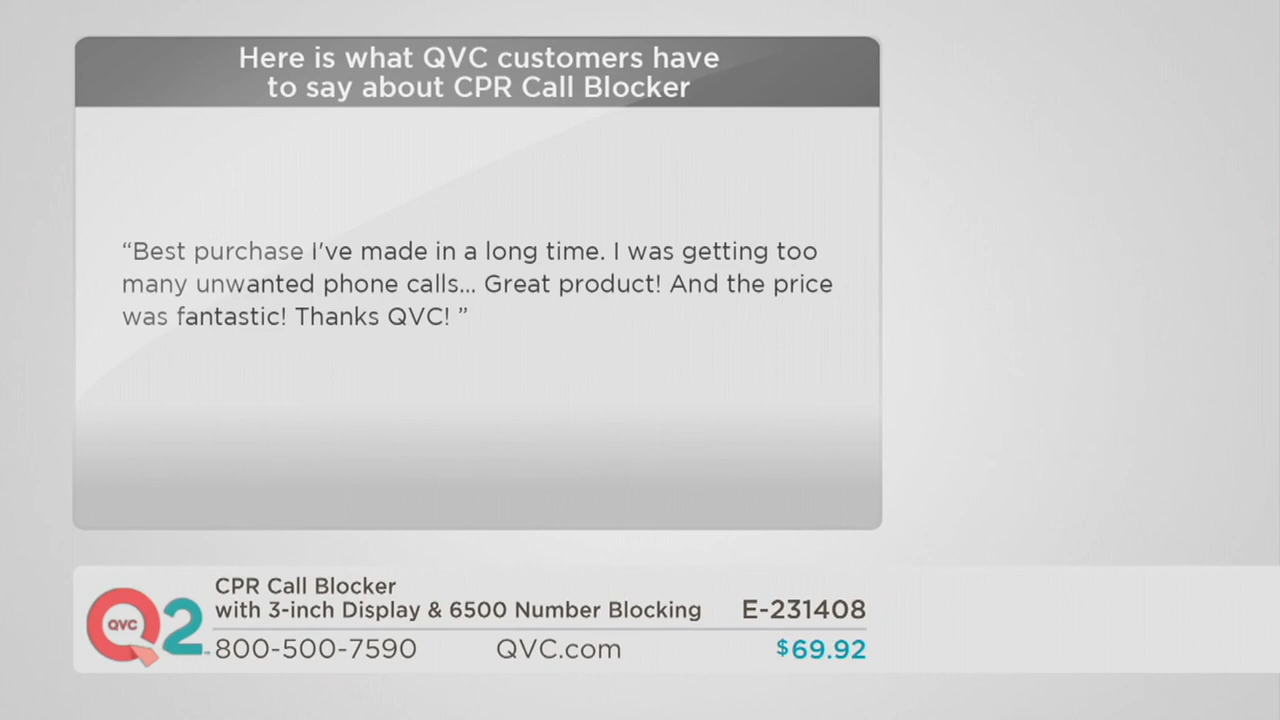 Here is what QVC customers have
to say about CPR Call Blocker
“Best purchase I've made in a long time. I was getting too
many unwanted phone calls... Great product! And the price
was fantastic! Thanks QVC! ”
CPR Call Blocker
with 3-inch Display & 6500 Number Blocking
E-231408
QVC
2
800-500-7590
QVC.com
$69.92